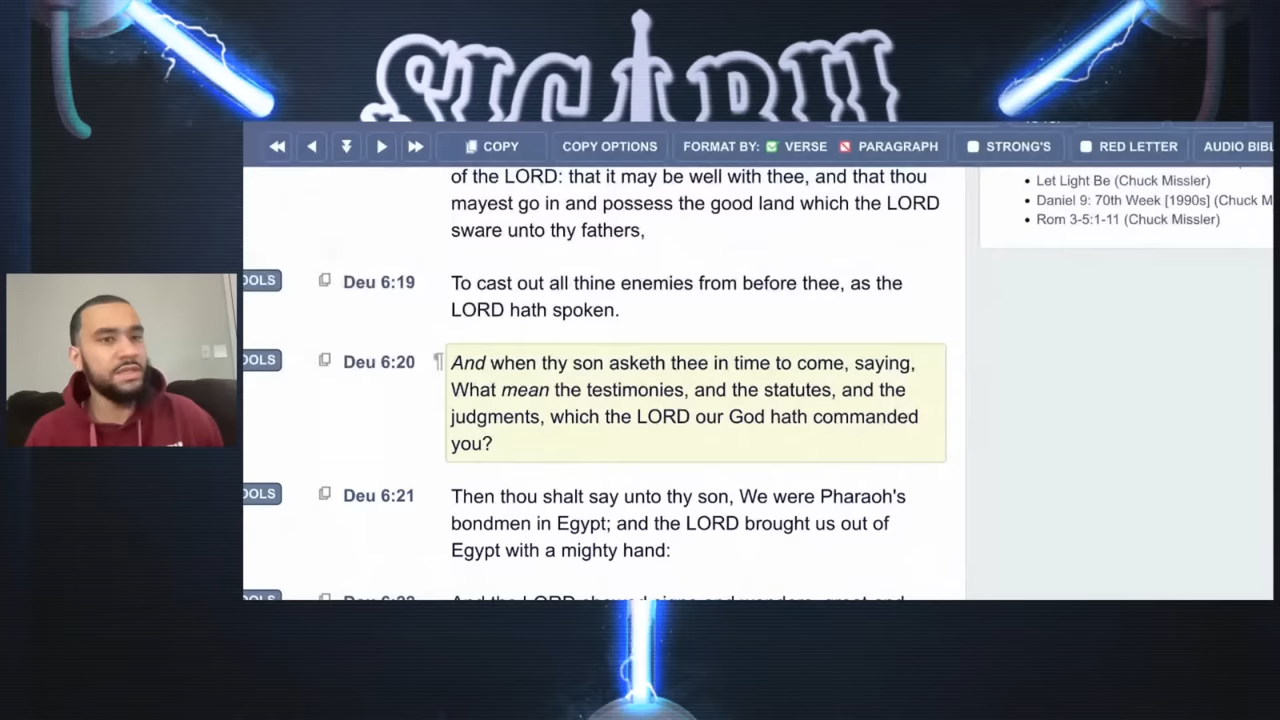 SICARII
COPY
COPY OPTIONS
FORMAT BY:
VERSE
PARAGRAPH
STRONG'S
RED LETTER
AUDIO BIBL
of the LORD: that it may be well with thee, and that thou
mayest go in and possess the good land which the LORD
sware unto thy fathers,
OOLS
Deu 6:19
To cast out all thine enemies from before thee, as the
LORD hath spoken.
OOLS
Deu 6:20
¶
And when thy son asketh thee in time to come, saying,
What mean the testimonies, and the statutes, and the
judgments, which the LORD our God hath commanded
you?
OOLS
Deu 6:21
Then thou shalt say unto thy son, We were Pharaoh's
bondmen in Egypt; and the LORD brought us out of
Egypt with a mighty hand:
• Let Light Be (Chuck Missler)
• Daniel 9: 70th Week [1990s] (Chuck M
• Rom 3-5:1-11 (Chuck Missler)